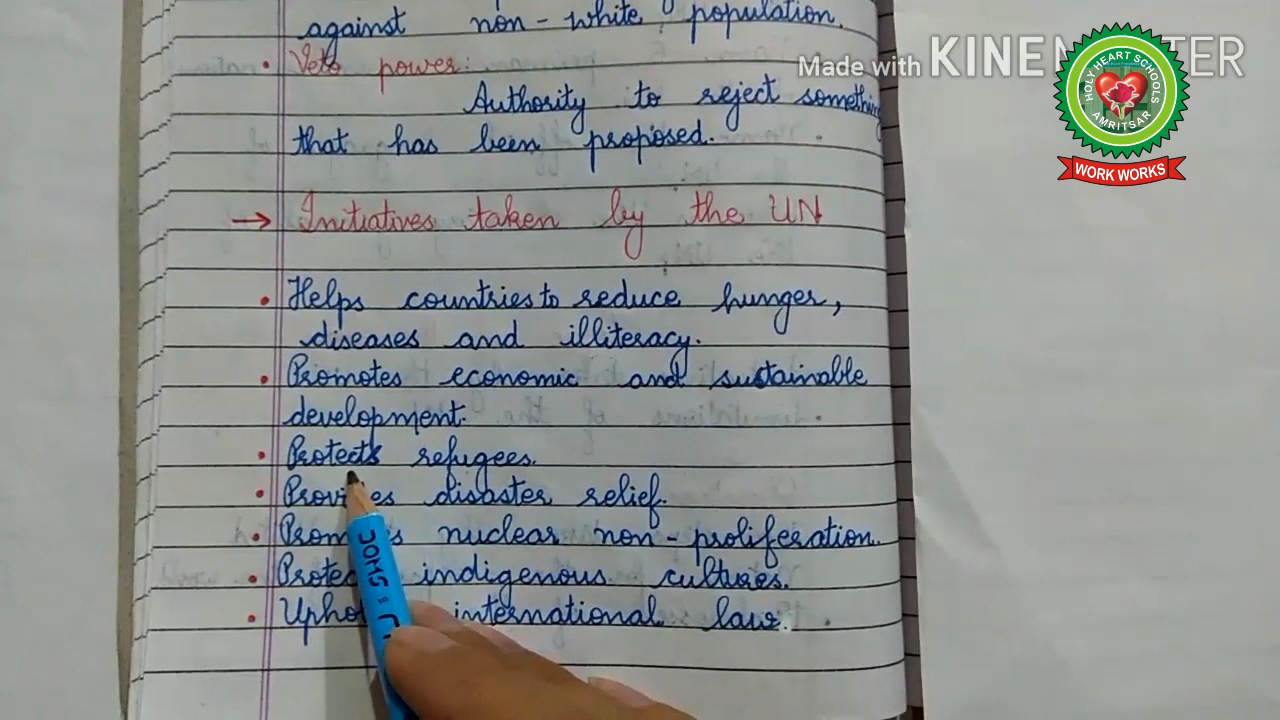 against non-white population.
• Veto power:
Authority to reject something
that has been proposed.
→ Initiatives taken by the UN
• Helps countries to reduce hunger,
diseases and illiteracy.
• Promotes economic and sustainable
development.
• Protects refugees.
• Provides disaster relief.
• Promotes nuclear non-proliferation.
• Protects indigenous cultures.
• Upholds international law.
DOMS
Made with KINEMASTER
HOLY HEART SCHOOLS
AMRITSAR
WORK WORKS